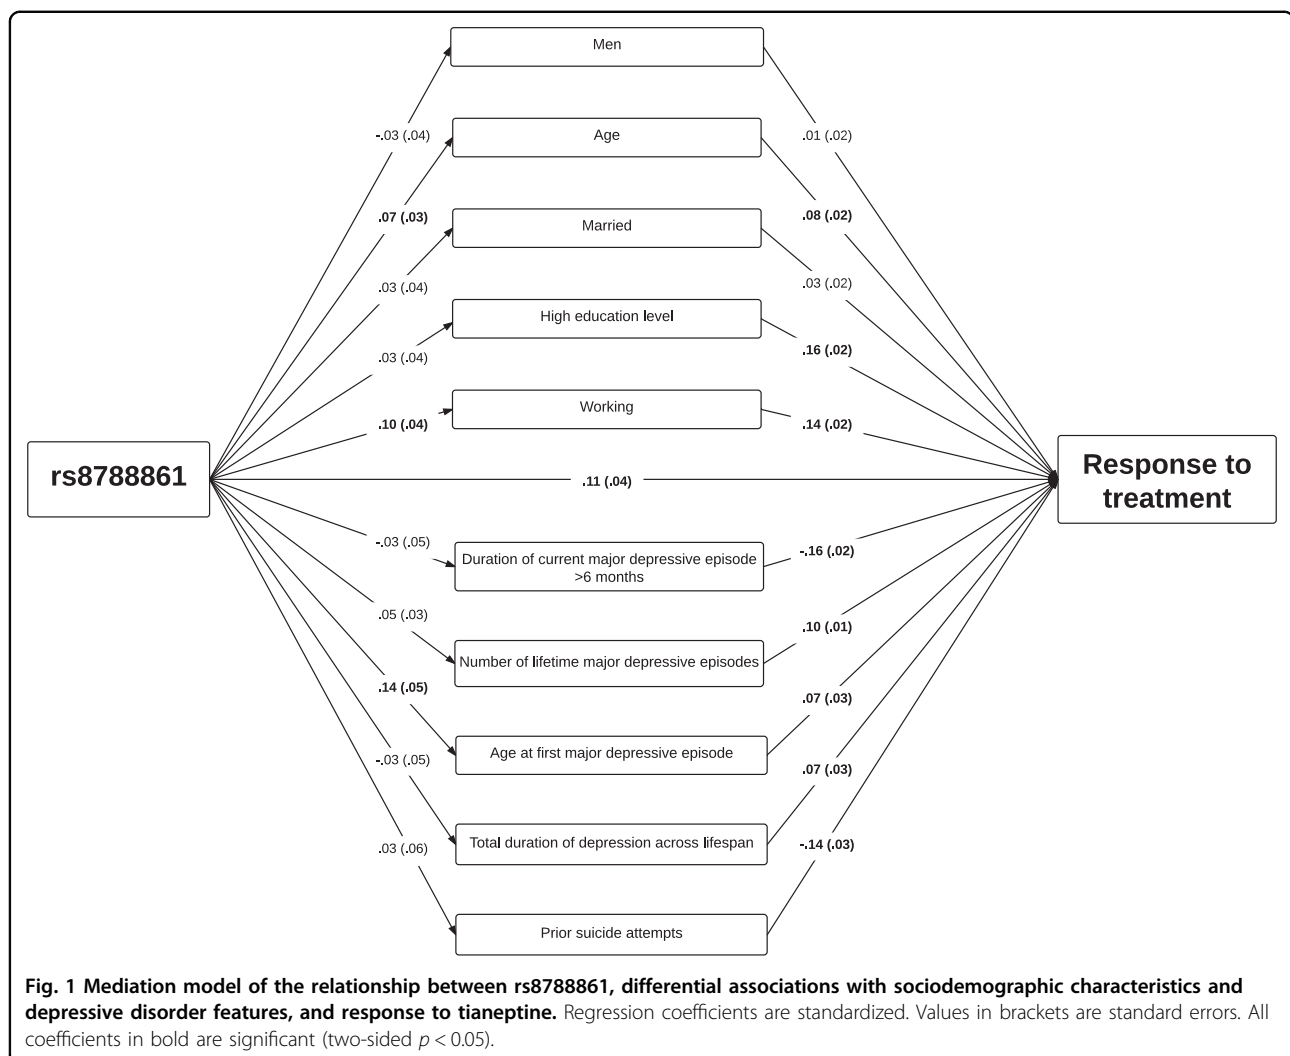 Men
-.03 (.04)
.01 (.02)
Age
.07 (.03)
.08 (.02)
Married
.03 (.04)
.03 (.02)
High education level
.03 (.04)
.16 (.02)
Working
.10 (.04)
.14 (.02)
rs8788861
.11 (.04)
Response to
treatment
-.03 (.05)
Duration of current major depressive episode
>6 months
-.16 (.02)
.05 (.03)
Number of lifetime major depressive episodes
.10 (.01)
.14 (.05)
Age at first major depressive episode
.07 (.03)
-.03 (.05)
Total duration of depression across lifespan
.07 (.03)
.03 (.06)
Prior suicide attempts
-.14 (.03)
Fig. 1 Mediation model of the relationship between rs8788861, differential associations with sociodemographic characteristics and
depressive disorder features, and response to tianeptine. Regression coefficients are standardized. Values in brackets are standard errors. All
coefficients in bold are significant (two-sided p < 0.05).